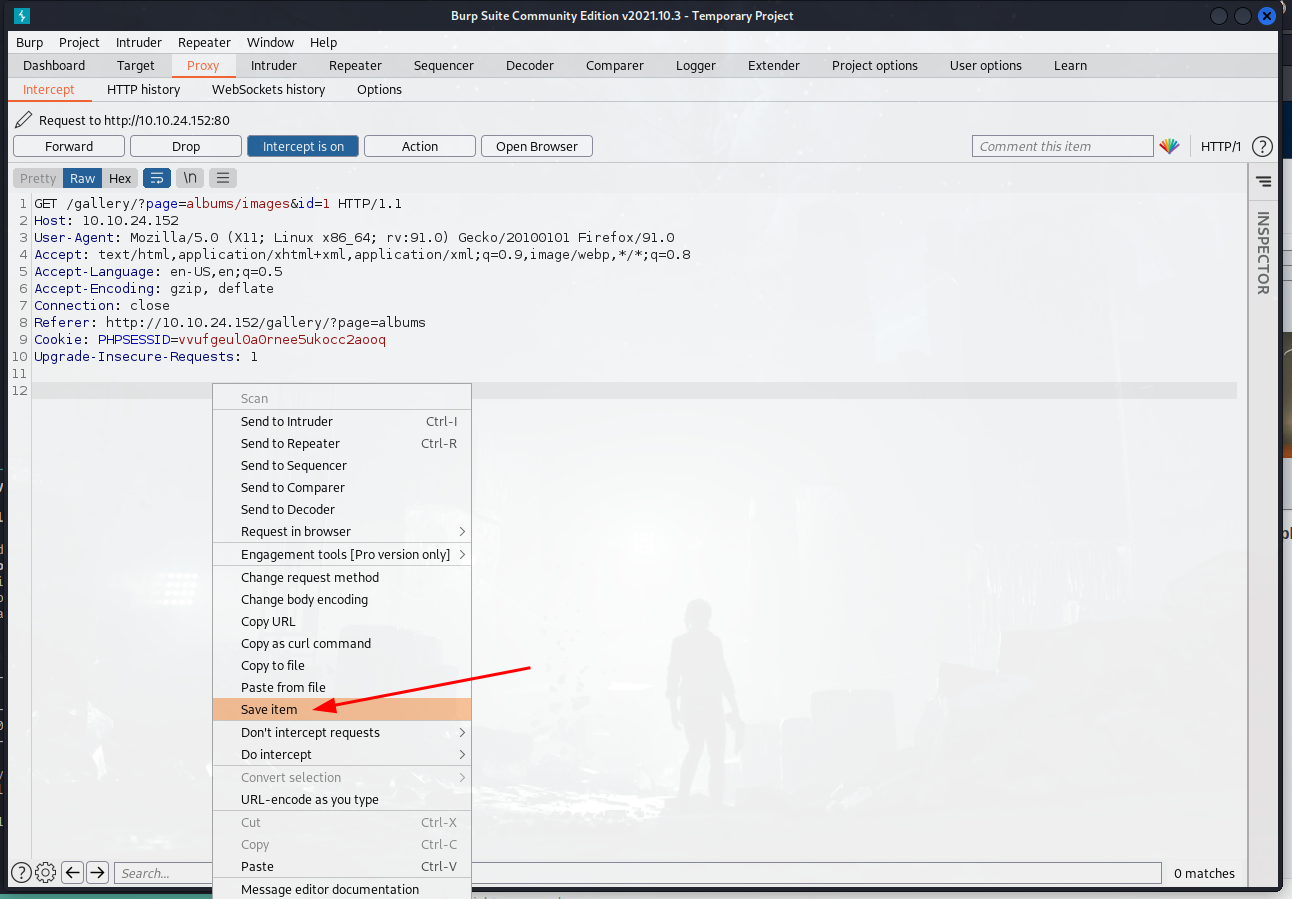 Burp Suite Community Edition v2021.10.3 - Temporary Project
Burp Project Intruder Repeater Window Help
Dashboard Target Proxy Intruder Repeater Sequencer Decoder Comparer Logger Extender Project options User options Learn
Intercept HTTP history WebSockets history Options
Request to http://10.10.24.152:80
Forward Drop Intercept is on Action Open Browser Comment this item HTTP/1 ?
Pretty Raw Hex \n
INSPECTOR
1 GET /gallery/?page=albums/images&id=1 HTTP/1.1
2 Host: 10.10.24.152
3 User-Agent: Mozilla/5.0 (X11; Linux x86_64; rv:91.0) Gecko/20100101 Firefox/91.0
4 Accept: text/html,application/xhtml+xml,application/xml;q=0.9,image/webp,*/*;q=0.8
5 Accept-Language: en-US,en;q=0.5
6 Accept-Encoding: gzip, deflate
7 Connection: close
8 Referer: http://10.10.24.152/gallery/?page=albums
9 Cookie: PHPSESSID=vvufgeul0a0rnee5ukocc2aooq
10 Upgrade-Insecure-Requests: 1
11
12
Scan
Send to Intruder Ctrl-I
Send to Repeater Ctrl-R
Send to Sequencer
Send to Comparer
Send to Decoder
Request in browser
Engagement tools [Pro version only]
Change request method
Change body encoding
Copy URL
Copy as curl command
Copy to file
Paste from file
Save item
Don't intercept requests
Do intercept
Convert selection
URL-encode as you type
Cut Ctrl-X
Copy Ctrl-C
Paste Ctrl-V
Message editor documentation
? Search... 0 matches